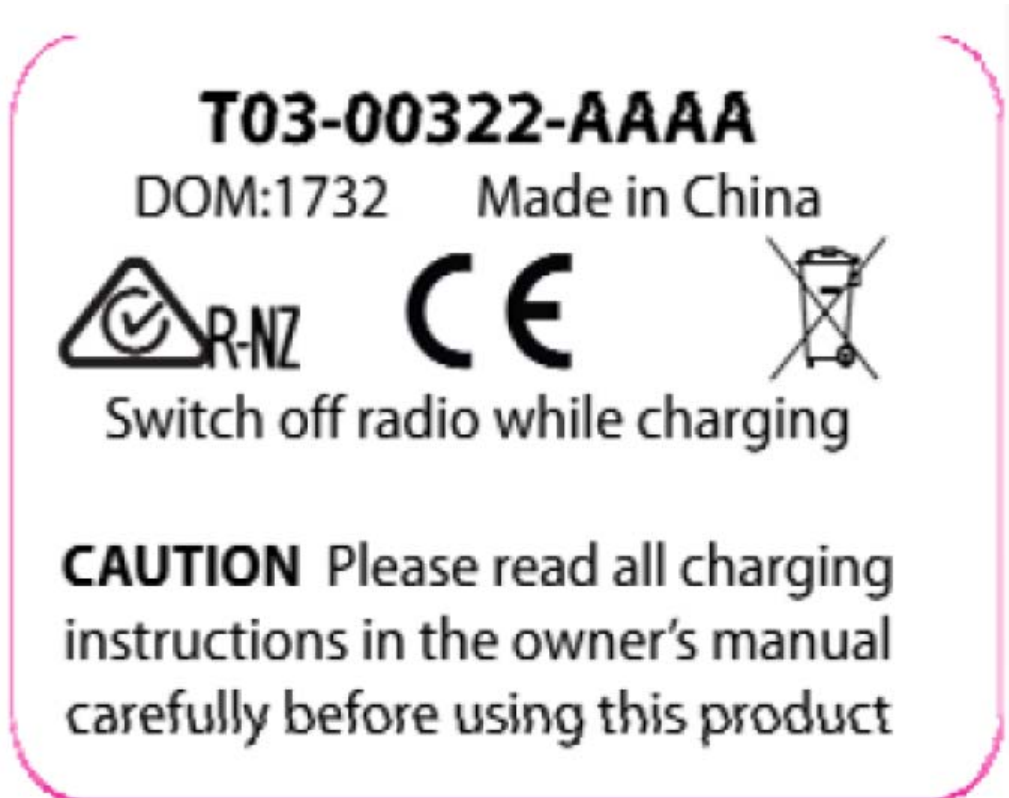 T03-00322-AAAA
DOM:1732 Made in China
R-NZ CE
Switch off radio while charging
CAUTION Please read all charging
instructions in the owner's manual
carefully before using this product